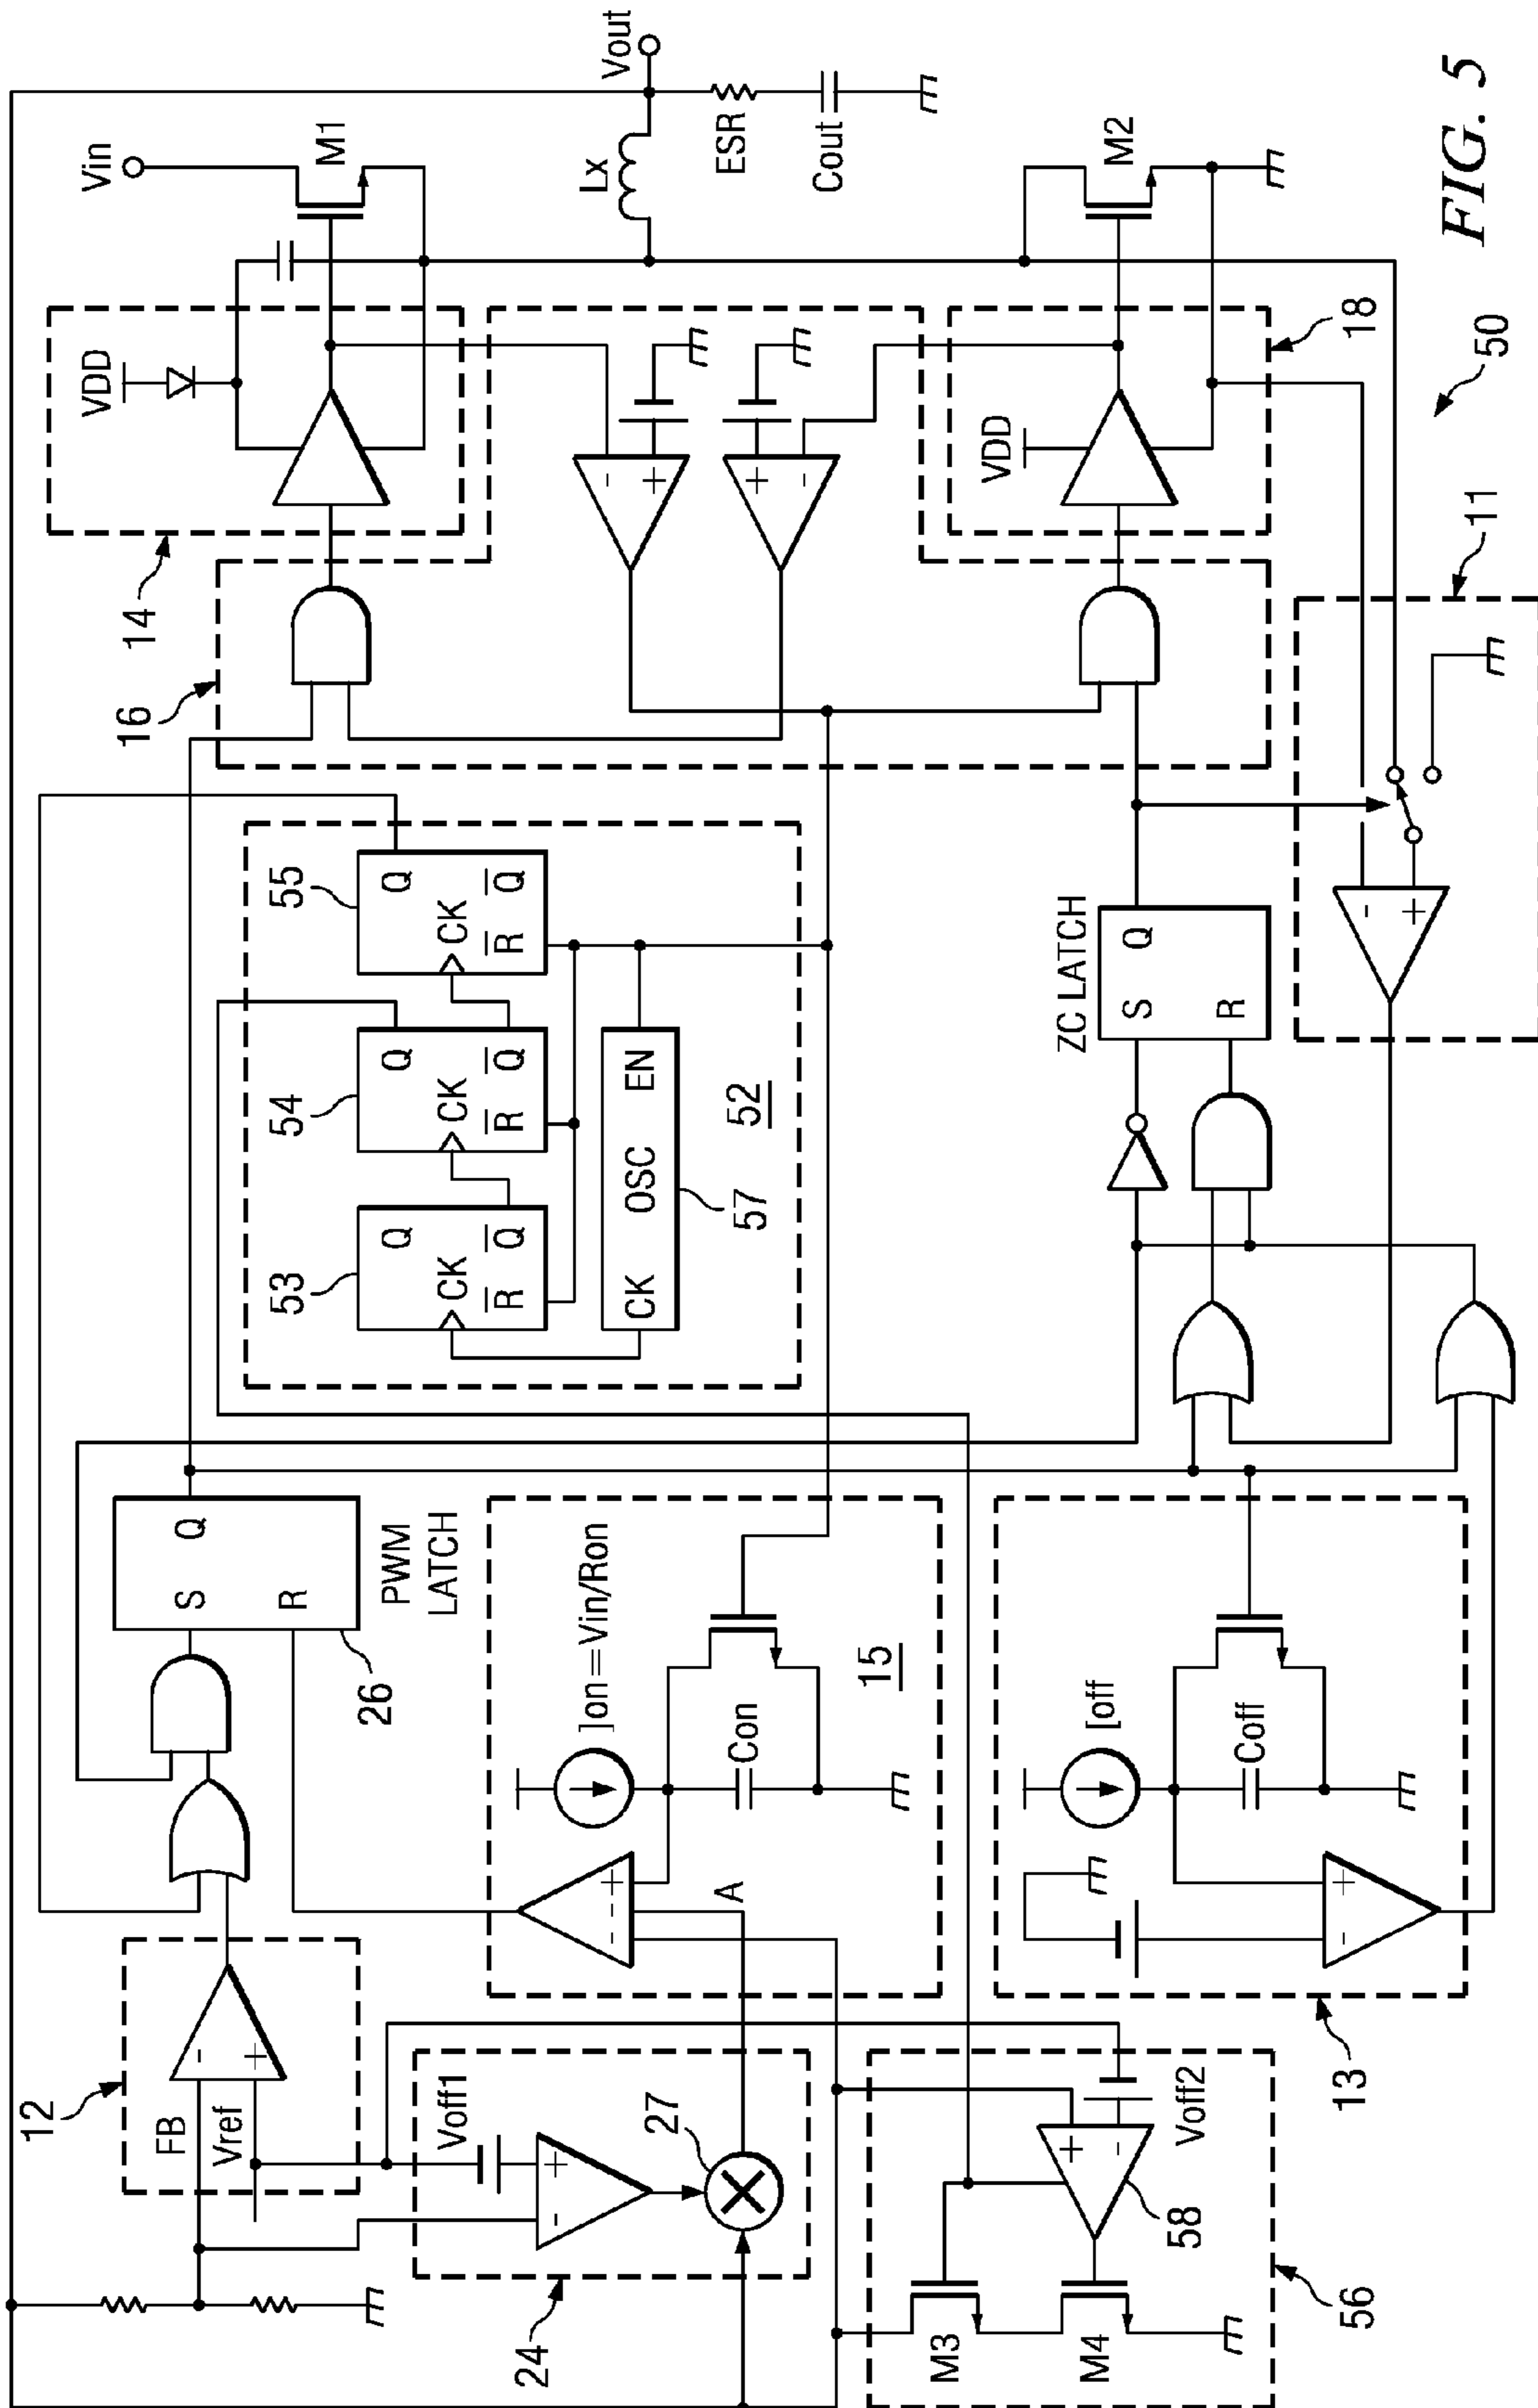 12
FB
Vref
-
+
S
Q
R
PWM
LATCH
26
Voff1
-
+
27
24
]on=Vin/Ron
Con
15
A
+
-
-
[off
Coff
-
+
13
M3
M4
+
-
Voff2
58
56
53
Q
CK
R
Q
54
Q
CK
R
Q
55
Q
CK
R
Q
CK OSC EN
57
52
ZC LATCH
S
Q
R
16
14
VDD
-
+
+
-
VDD
18
11
-
+
Vin
M1
Lx
Vout
ESR
Cout
M2
50
FIG. 5